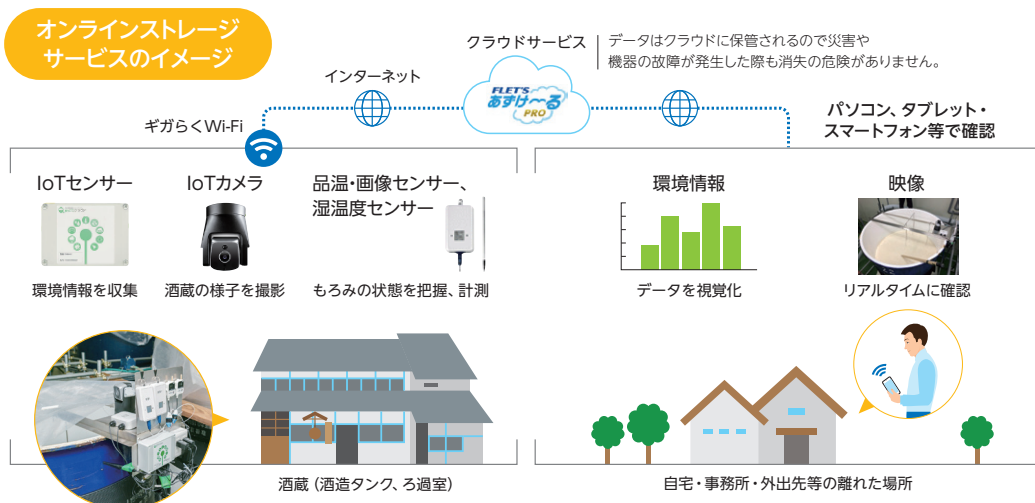 オンラインストレージ
サービスのイメージ
クラウドサービス
データはクラウドに保管されるので災害や
機器の故障が発生した際も消失の危険がありません。
インターネット
FLET'S
あずけ〜る
PRO
ギガらくWi-Fi
パソコン、タブレット・
スマートフォン等で確認
IoTセンサー
IoTカメラ
品温・画像センサー、
湿温度センサー
環境情報を収集
酒蔵の様子を撮影
もろみの状態を把握、計測
環境情報
映像
データを視覚化
リアルタイムに確認
酒蔵（酒造タンク、ろ過室）
自宅・事務所・外出先等の離れた場所